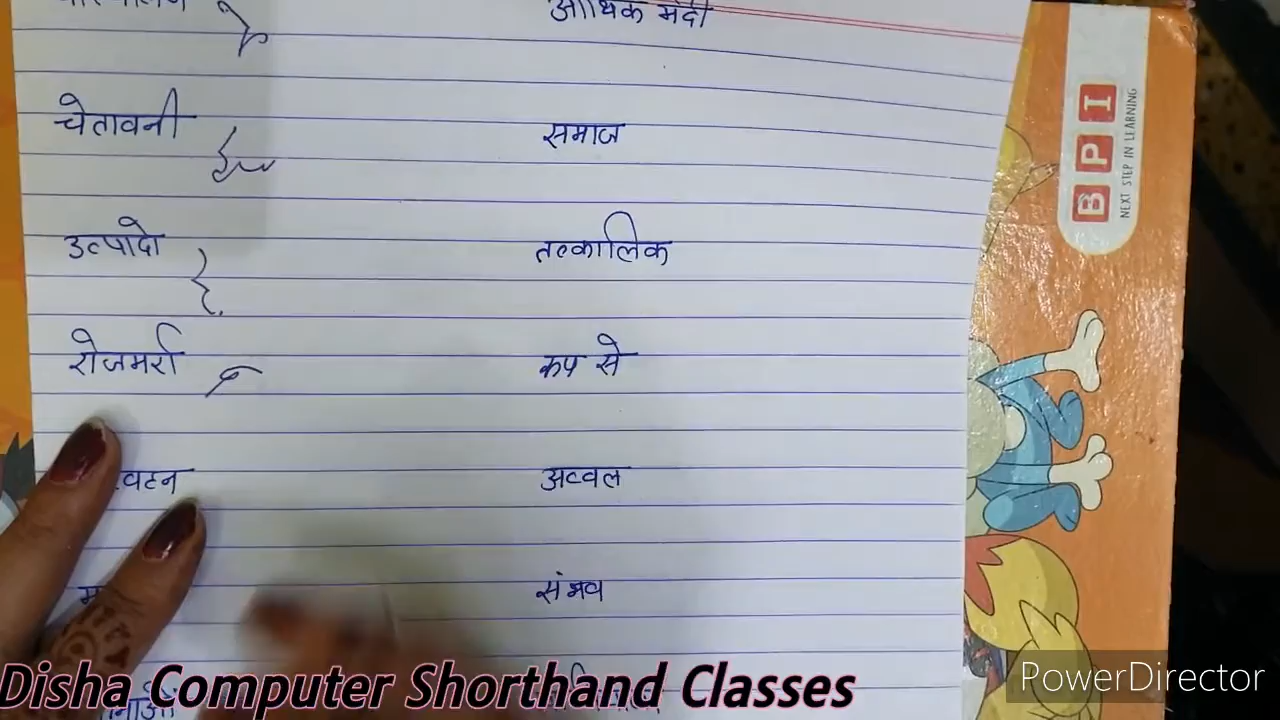 आर्थिक मंदी
चेतावनी समाज
उत्पादो तत्कालिक
रोजमर्रा कप से
अव्वल
संभव
BPI
NEXT STEP IN LEARNING
Disha Computer Shorthand Classes
PowerDirector